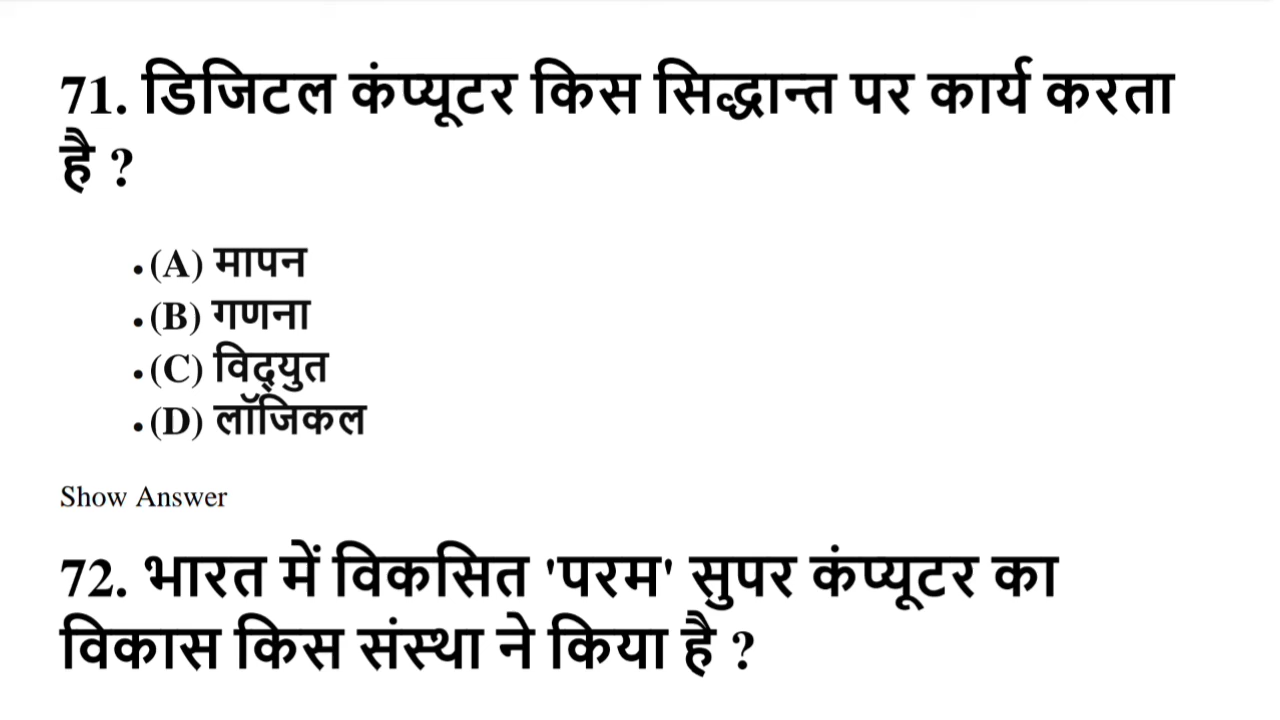 71. डिजिटल कंप्यूटर किस सिद्धान्त पर कार्य करता
है ?
• (A) मापन
• (B) गणना
• (C) विद्युत
• (D) लॉजिकल
Show Answer
72. भारत में विकसित 'परम' सुपर कंप्यूटर का
विकास किस संस्था ने किया है ?